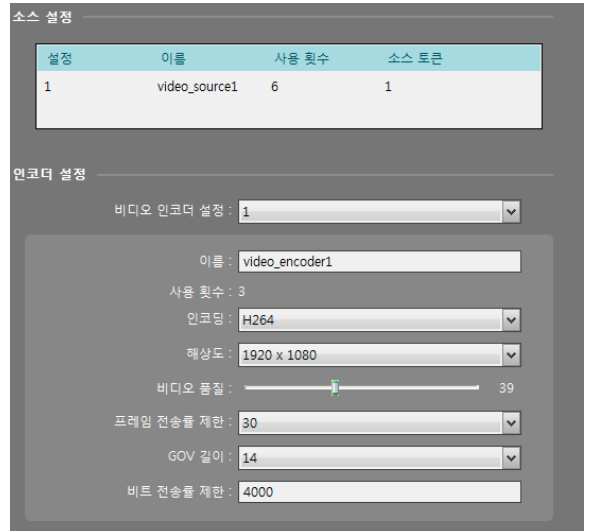 소스 설정
설정 이름 사용 횟수 소스 토큰
1 video_source1 6 1
인코더 설정
비디오 인코더 설정 : 1
이름 : video_encoder1
사용 횟수 : 3
인코딩 : H264
해상도 : 1920 x 1080
비디오 품질 : 39
프레임 전송률 제한 : 30
GOV 길이 : 14
비트 전송률 제한 : 4000